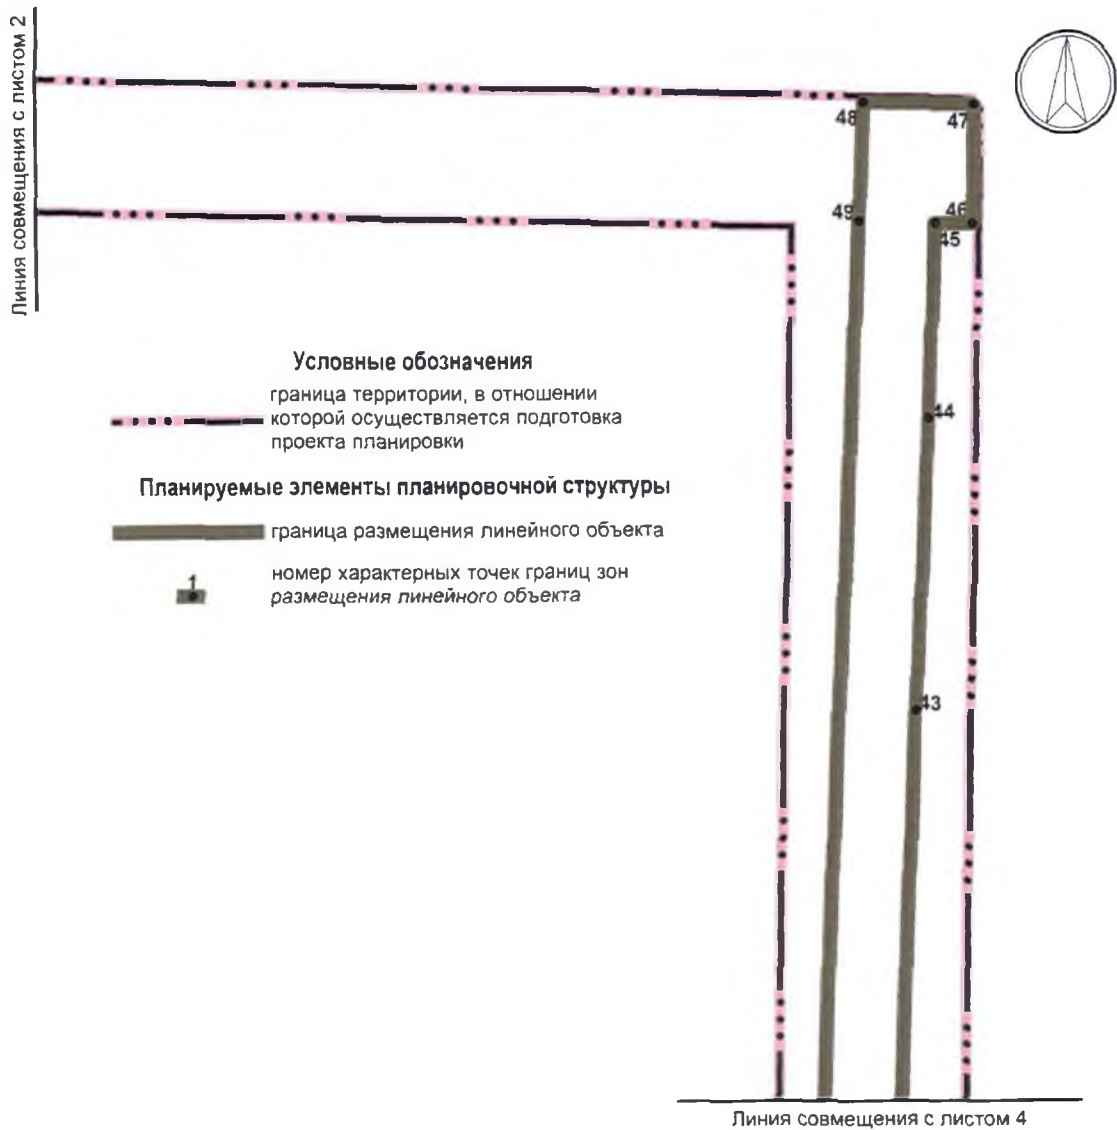 Линия совмещения с листом 2
48
47
49
46
45
Условные обозначения
граница территории, в отношении
которой осуществляется подготовка
проекта планировки
44
Планируемые элементы планировочной структуры
граница размещения линейного объекта
1
номер характерных точек границ зон
размещения линейного объекта
43
Линия совмещения с листом 4